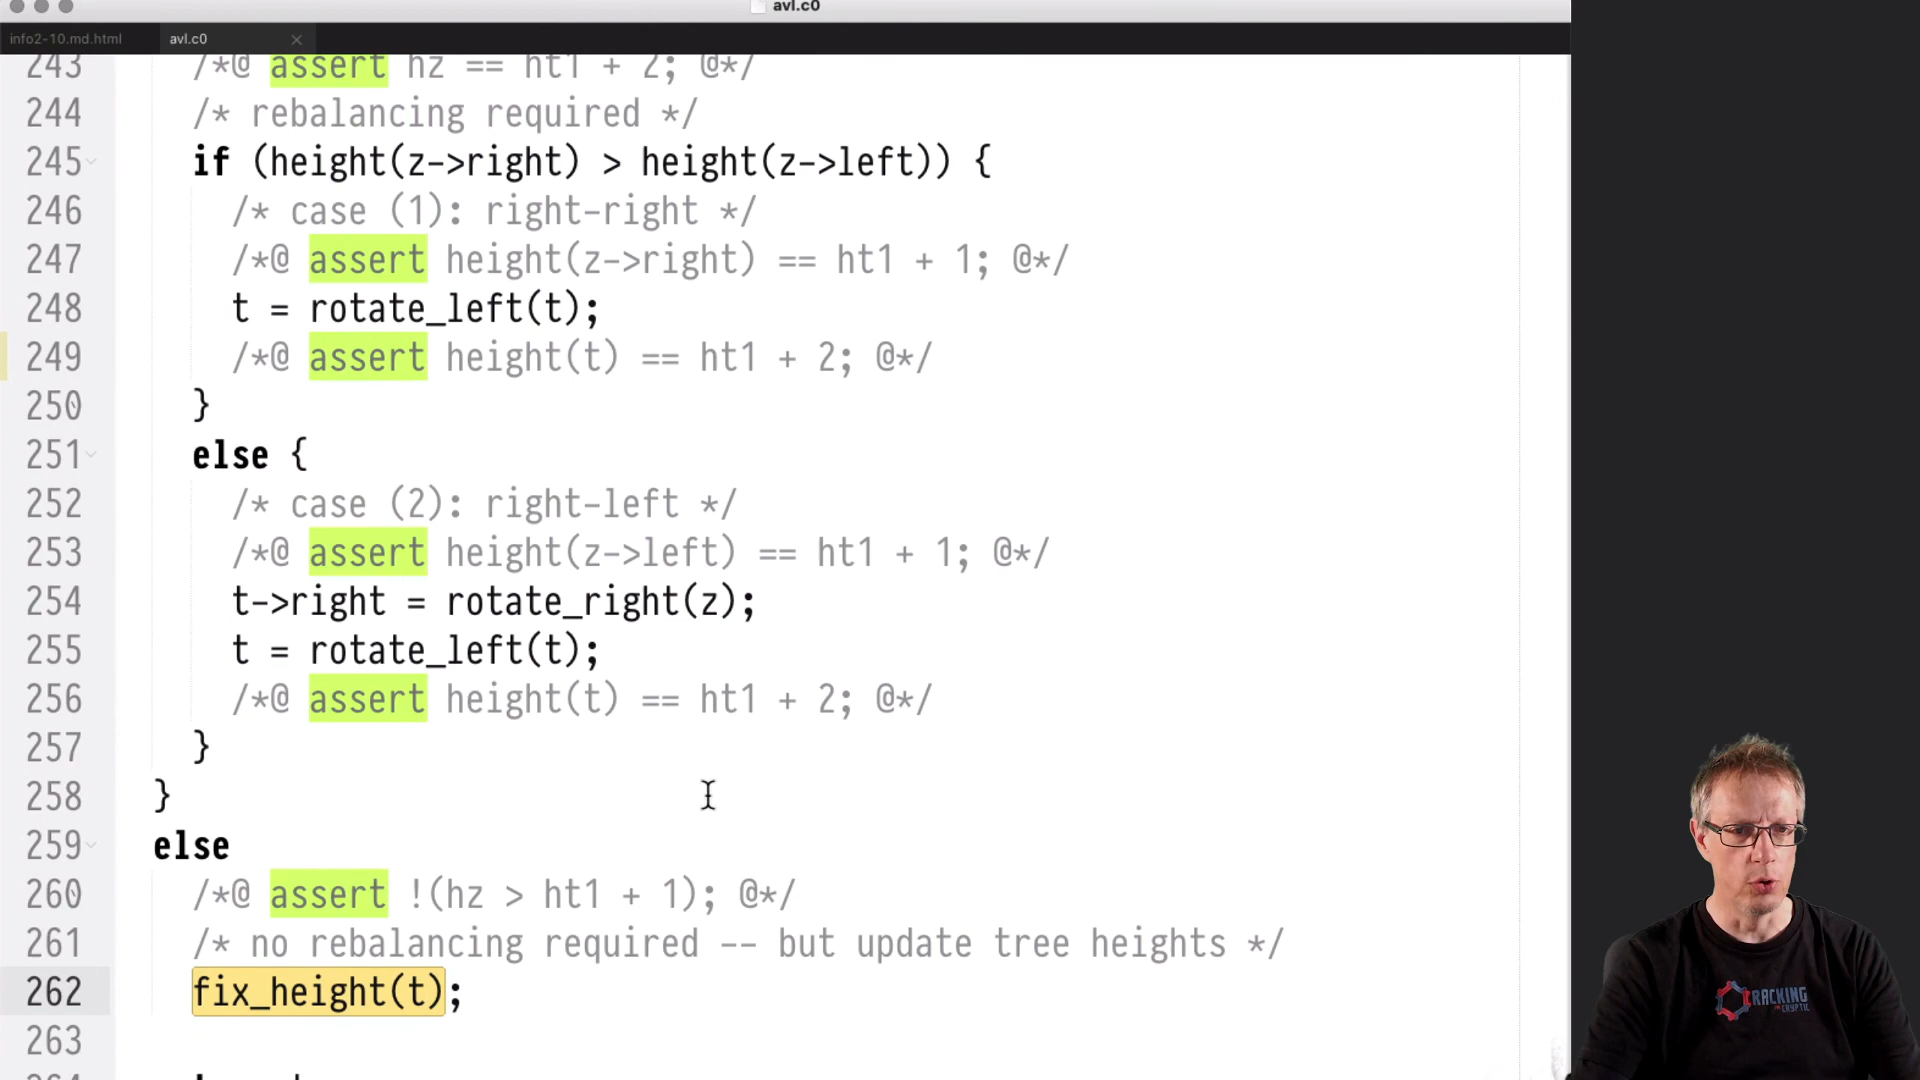 avl.c0
info2-10.md.html avl.c0
243 /*@ assert hz == ht1 + 2; @*/
244 /* rebalancing required */
245 if (height(z->right) > height(z->left)) {
246 /* case (1): right-right */
247 /*@ assert height(z->right) == ht1 + 1; @*/
248 t = rotate_left(t);
249 /*@ assert height(t) == ht1 + 2; @*/
250 }
251 else {
252 /* case (2): right-left */
253 /*@ assert height(z->left) == ht1 + 1; @*/
254 t->right = rotate_right(z);
255 t = rotate_left(t);
256 /*@ assert height(t) == ht1 + 2; @*/
257 }
258 }
259 else
260 /*@ assert !(hz > ht1 + 1); @*/
261 /* no rebalancing required -- but update tree heights */
262 fix_height(t);
263
RACKING
CRYPTIC